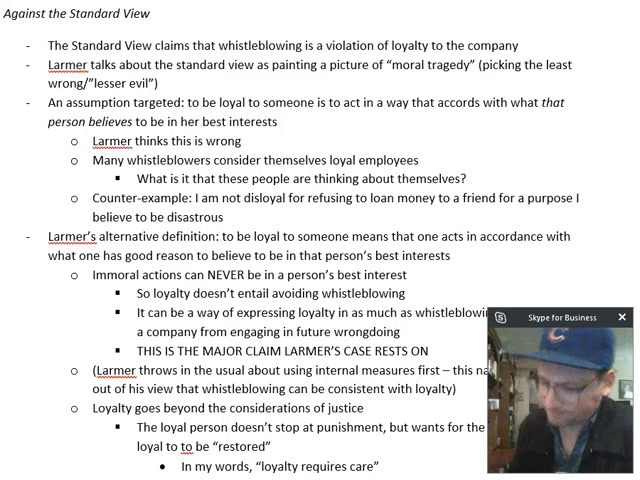 Against the Standard View
- The Standard View claims that whistleblowing is a violation of loyalty to the company
- Larmer talks about the standard view as painting a picture of “moral tragedy” (picking the least
wrong/”lesser evil”)
- An assumption targeted: to be loyal to someone is to act in a way that accords with what that
person believes to be in her best interests
o Larmer thinks this is wrong
o Many whistleblowers consider themselves loyal employees
▪ What is it that these people are thinking about themselves?
o Counter-example: I am not disloyal for refusing to loan money to a friend for a purpose I
believe to be disastrous
- Larmer’s alternative definition: to be loyal to someone means that one acts in accordance with
what one has good reason to believe to be in that person’s best interests
o Immoral actions can NEVER be in a person’s best interest
▪ So loyalty doesn’t entail avoiding whistleblowing
▪ It can be a way of expressing loyalty in as much as
a company from engaging in future wrongdoing
▪ THIS IS THE MAJOR CLAIM LARMER’S CASE RESTS ON
o (Larmer throws in the usual about using internal measures first – this
out of his view that whistleblowing can be consistent with loyalty)
o Loyalty goes beyond the considerations of justice
▪ The loyal person doesn’t stop at punishment, but wants for the
loyal to to be “restored”
• In my words, “loyalty requires care”
Skype for Business